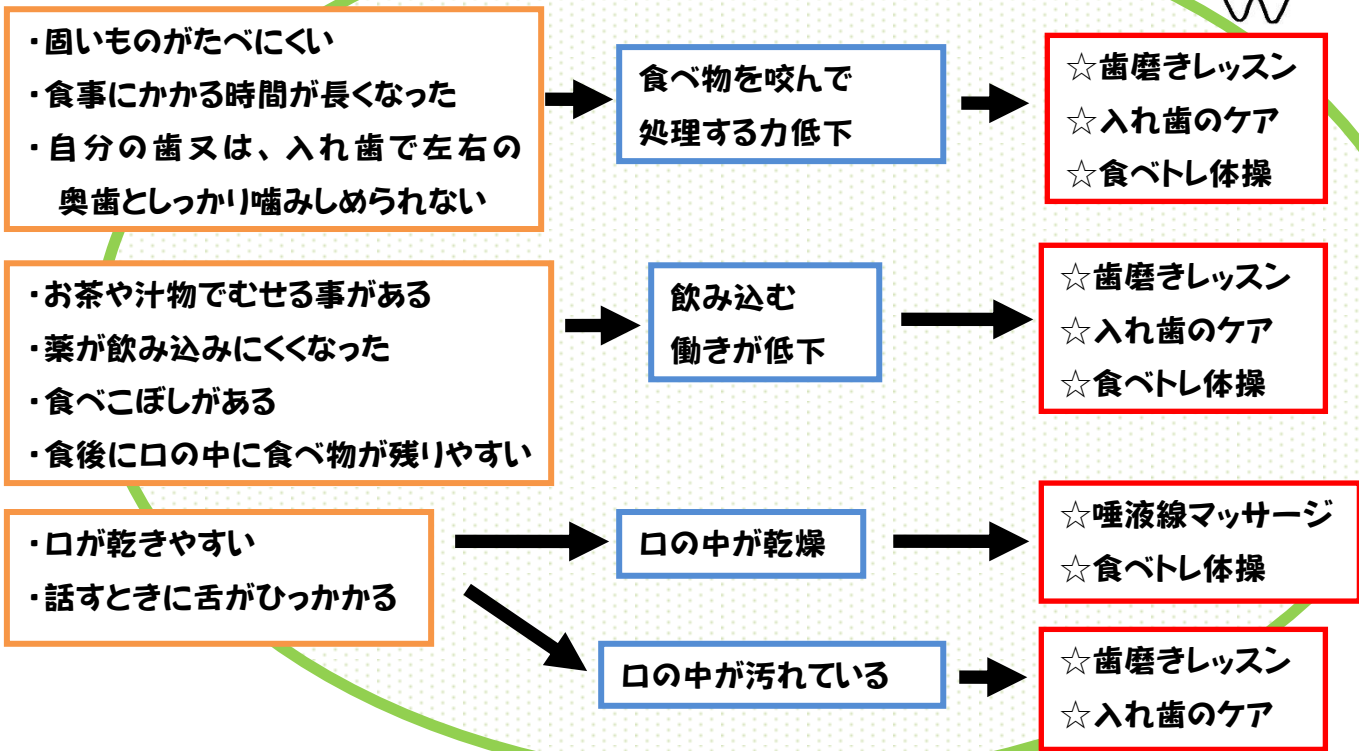 ・固いものがたべにくい
・食事にかかる時間が長くなった
・自分の歯又は、入れ歯で左右の
奥歯としっかり噛みしめられない
食べ物を咬んで
処理する力低下
☆歯磨きレッスン
☆入れ歯のケア
☆食べトレ体操
・お茶や汁物でむせる事がある
・薬が飲み込みにくくなった
・食べこぼしがある
・食後に口の中に食べ物が残りやすい
飲み込む
働きが低下
☆歯磨きレッスン
☆入れ歯のケア
☆食べトレ体操
・口が乾きやすい
・話すときに舌がひっかかる
口の中が乾燥
☆唾液線マッサージ
☆食べトレ体操
口の中が汚れている
☆歯磨きレッスン
☆入れ歯のケア